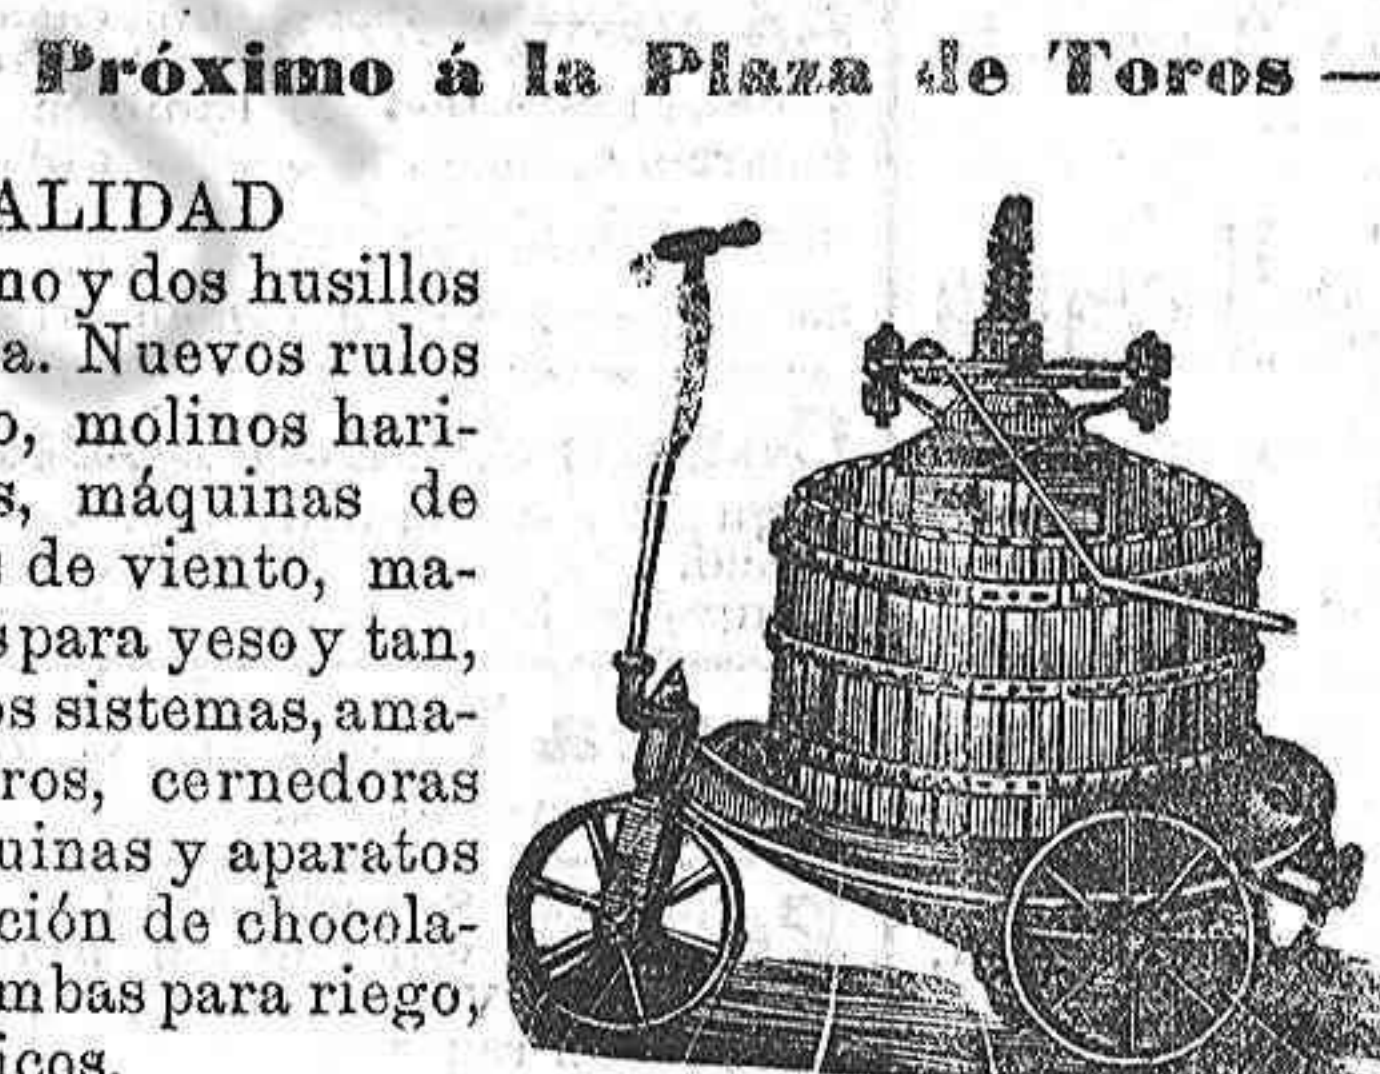 Próximo á la Plaza de Toros —
ALIDAD
no y dos husillos
a. Nuevos rulos
o, molinos hari-
s, máquinas de
s de viento, ma-
s para yeso y tan,
os sistemas, ama-
ros, cernedoras
uinas y aparatos
ción de chocola-
mbas para riego,
icos.